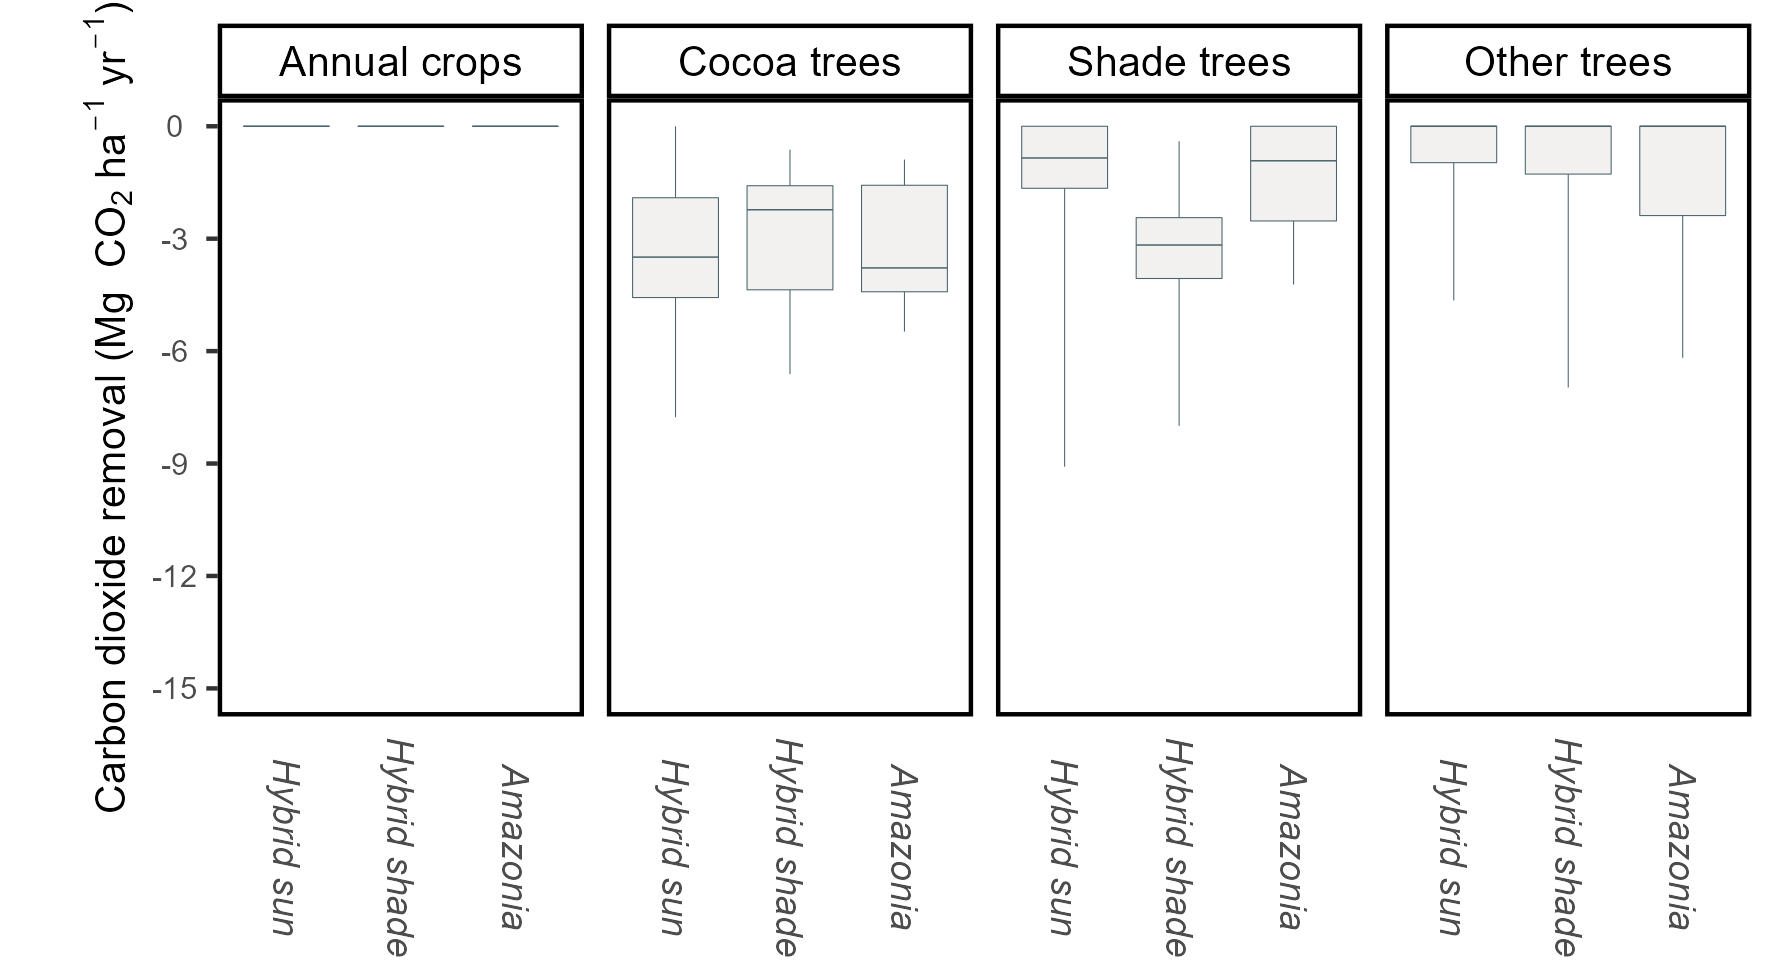 Carbon dioxide removal (Mg CO₂ ha⁻¹ yr⁻¹)
Annual crops
Cocoa trees
Shade trees
Other trees
0
-3
-6
-9
-12
-15
Hybrid sun
Hybrid shade
Amazonia
Hybrid sun
Hybrid shade
Amazonia
Hybrid sun
Hybrid shade
Amazonia
Hybrid sun
Hybrid shade
Amazonia